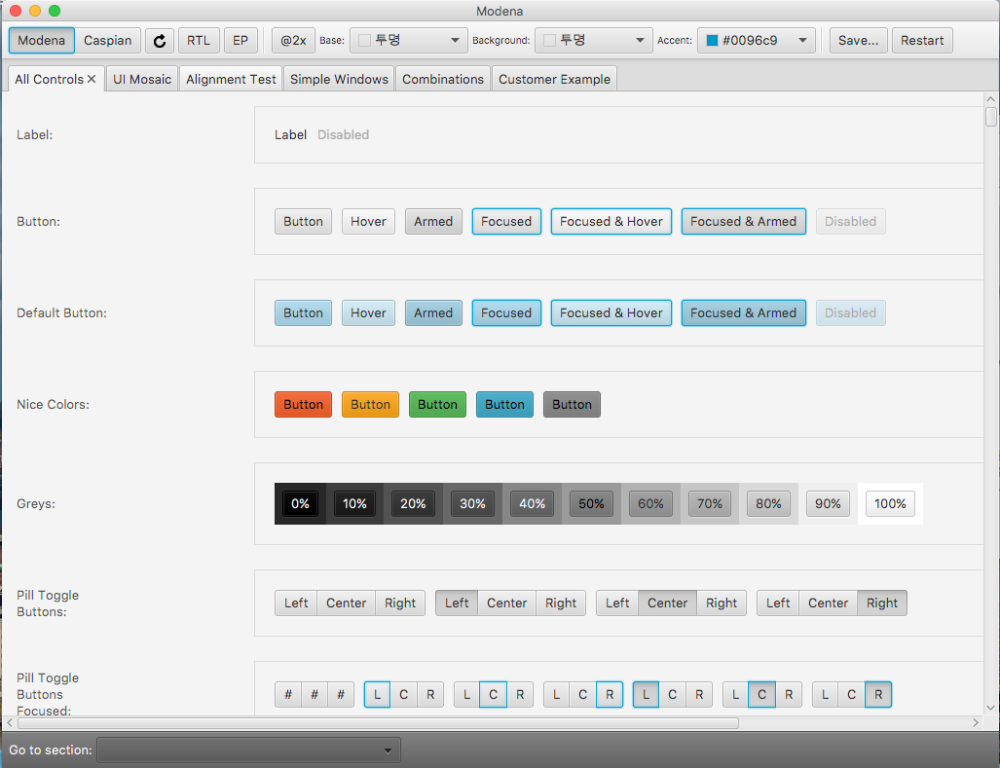 Modena
Modena Caspian RTL EP @2x Base: 투명 Background: 투명 Accent: #0096c9 Save... Restart
All Controls UI Mosaic Alignment Test Simple Windows Combinations Customer Example
Label: Label Disabled
Button: Button Hover Armed Focused Focused & Hover Focused & Armed Disabled
Default Button: Button Hover Armed Focused Focused & Hover Focused & Armed Disabled
Nice Colors: Button Button Button Button Button
Greys: 0% 10% 20% 30% 40% 50% 60% 70% 80% 90% 100%
Pill Toggle
Buttons:
Left Center Right Left Center Right Left Center Right Left Center Right
Pill Toggle
Buttons
Focused:
# # # L C R L C R L C R L C R L C R L C R
Go to section: